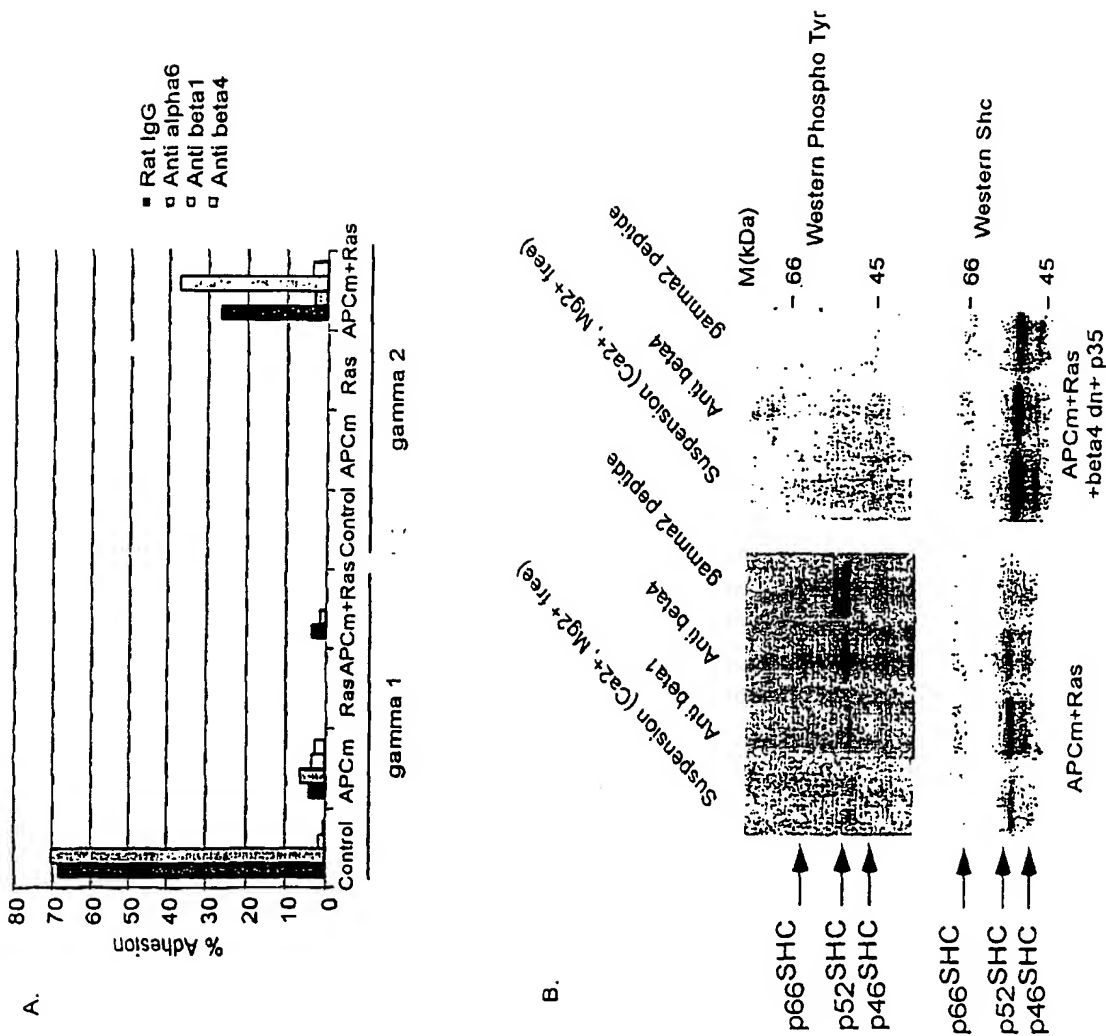 A.
% Adhesion
80
70
60
50
40
30
20
10
0
Control APCm Ras APCm+Ras Control APCm Ras APCm+Ras
gamma 1
gamma 2
Rat IgG
Anti alpha6
Anti beta1
Anti beta4
B.
Suspension (Ca2+, Mg2+ free)
Anti beta1
Anti beta4
gamma2 peptide
Suspension (Ca2+, Mg2+ free)
Anti beta4
gamma2 peptide
M(kDa)
p66SHC
p52SHC
p46SHC
- 66
- 45
Western Phospho Tyr
p66SHC
p52SHC
p46SHC
- 66
- 45
Western Shc
APCm+Ras
APCm+Ras
+beta4 dn+ p35